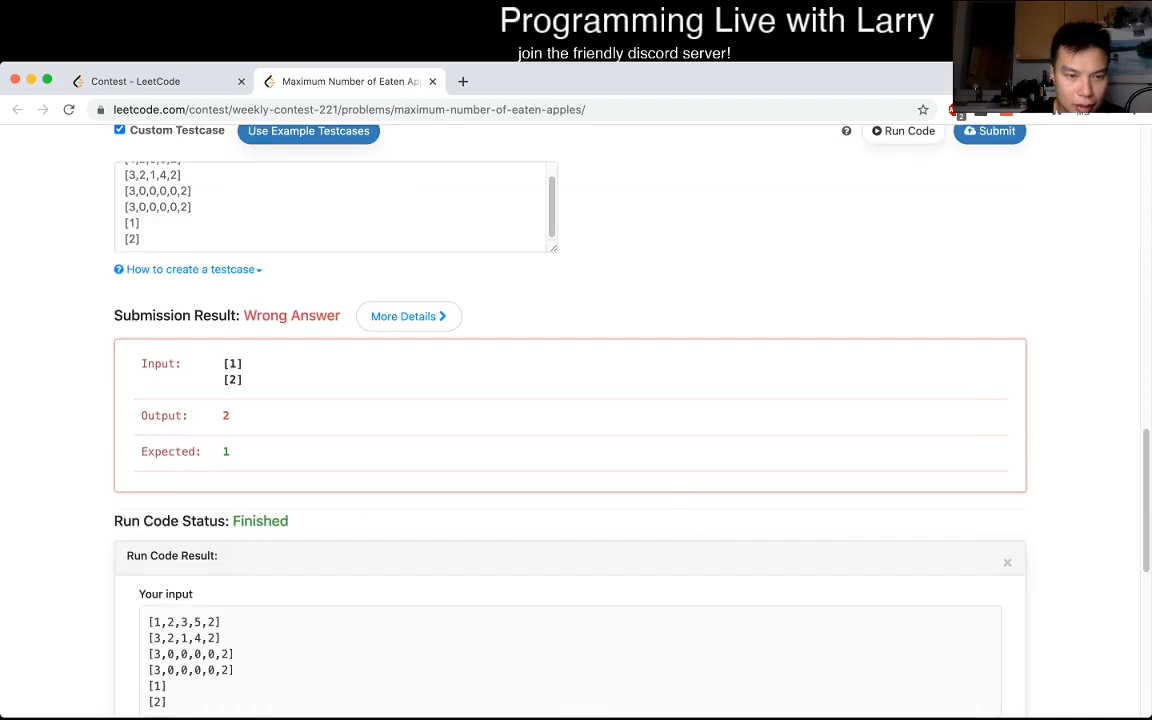 Programming Live with Larry
join the friendly discord server!
Contest - LeetCode
Maximum Number of Eaten Ap
leetcode.com/contest/weekly-contest-221/problems/maximum-number-of-eaten-apples/
2
Custom Testcase
Use Example Testcases
Run Code
Submit
[3,2,1,4,2]
[3,0,0,0,0,2]
[3,0,0,0,0,2]
[1]
[2]
How to create a testcase
Submission Result: Wrong Answer
More Details
Input: [1]
[2]
Output: 2
Expected: 1
Run Code Status: Finished
Run Code Result:
×
Your input
[1,2,3,5,2]
[3,2,1,4,2]
[3,0,0,0,0,2]
[3,0,0,0,0,2]
[1]
[2]